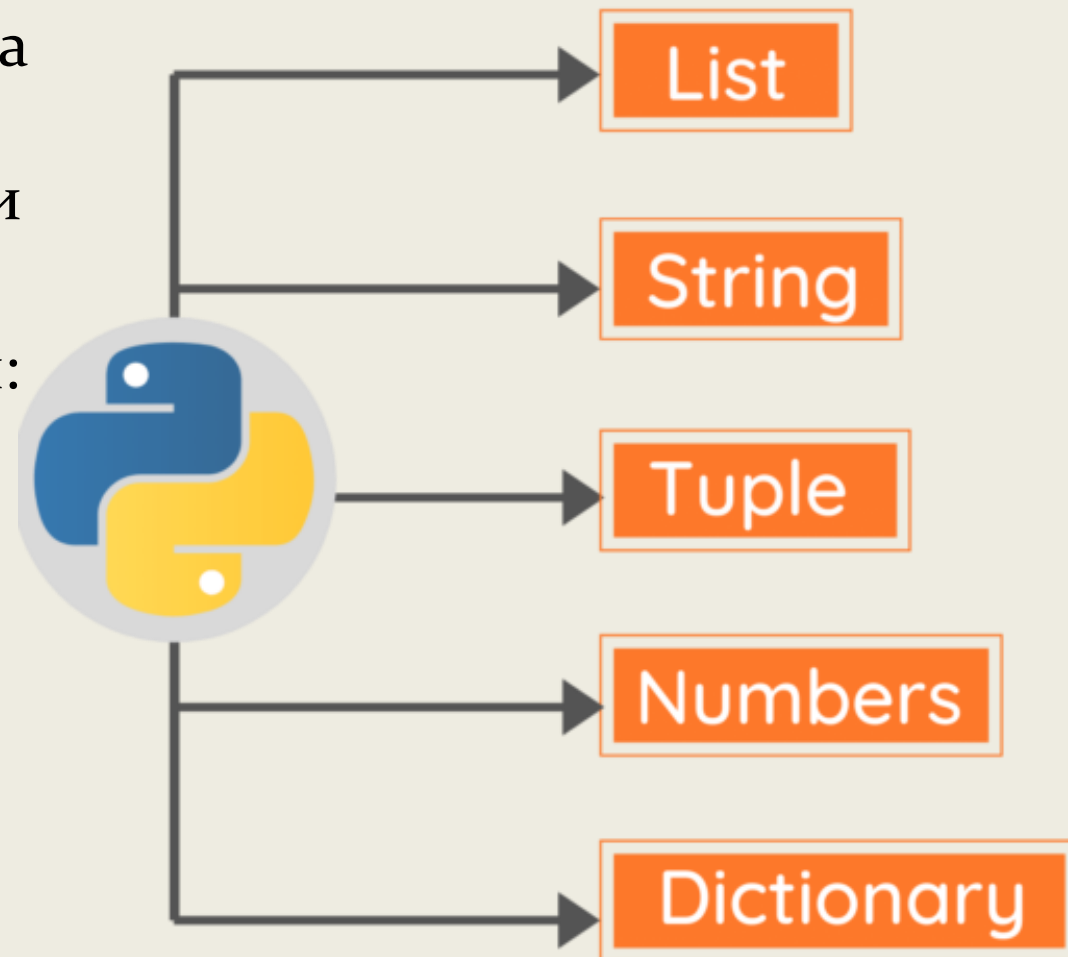 а
List
и
String
Tuple
Numbers
Dictionary